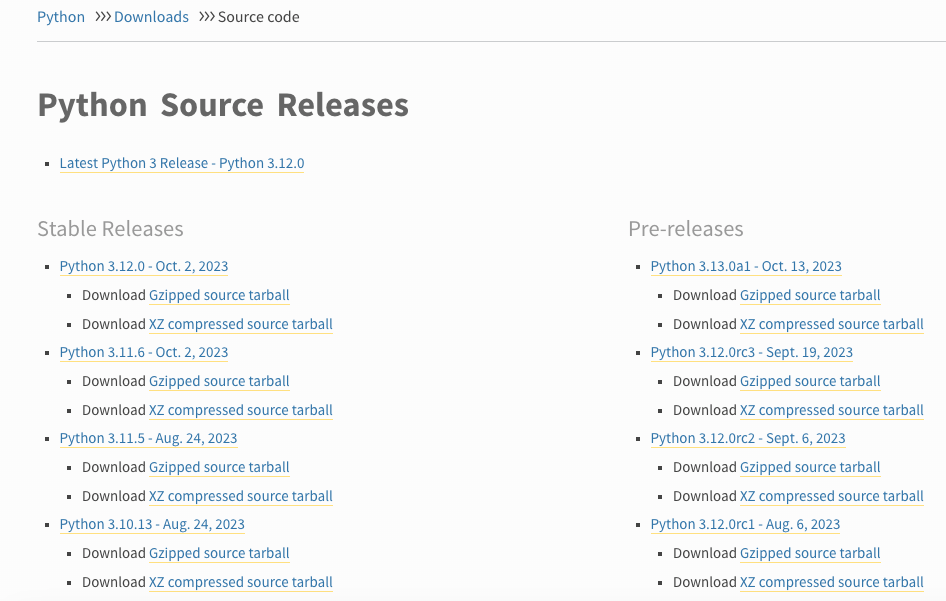 Python >>> Downloads >>> Source code
Python Source Releases
Latest Python 3 Release - Python 3.12.0
Stable Releases
Python 3.12.0 - Oct. 2, 2023
Download Gzipped source tarball
Download XZ compressed source tarball
Python 3.11.6 - Oct. 2, 2023
Download Gzipped source tarball
Download XZ compressed source tarball
Python 3.11.5 - Aug. 24, 2023
Download Gzipped source tarball
Download XZ compressed source tarball
Python 3.10.13 - Aug. 24, 2023
Download Gzipped source tarball
Download XZ compressed source tarball
Pre-releases
Python 3.13.0a1 - Oct. 13, 2023
Download Gzipped source tarball
Download XZ compressed source tarball
Python 3.12.0rc3 - Sept. 19, 2023
Download Gzipped source tarball
Download XZ compressed source tarball
Python 3.12.0rc2 - Sept. 6, 2023
Download Gzipped source tarball
Download XZ compressed source tarball
Python 3.12.0rc1 - Aug. 6, 2023
Download Gzipped source tarball
Download XZ compressed source tarball